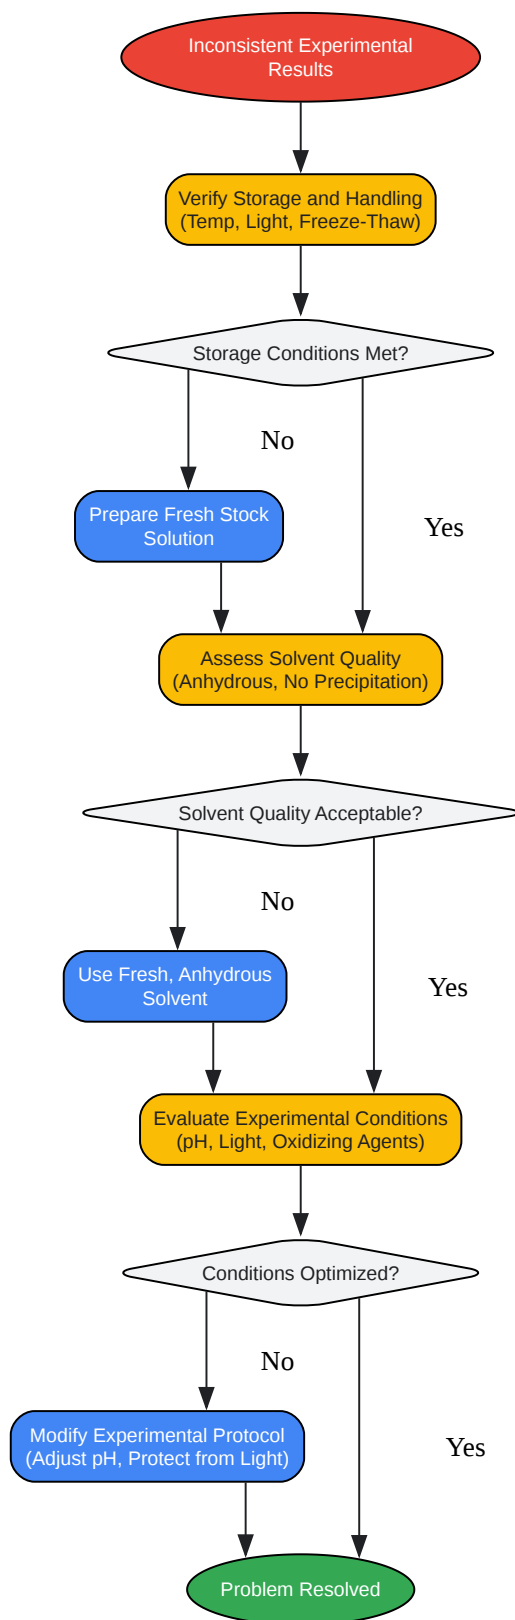 Inconsistent Experimental
Results
Verify Storage and Handling
(Temp, Light, Freeze-Thaw)
Storage Conditions Met?
No
Prepare Fresh Stock
Solution
Yes
Assess Solvent Quality
(Anhydrous, No Precipitation)
Solvent Quality Acceptable?
No
Use Fresh, Anhydrous
Solvent
Yes
Evaluate Experimental Conditions
(pH, Light, Oxidizing Agents)
Conditions Optimized?
No
Modify Experimental Protocol
(Adjust pH, Protect from Light)
Yes
Problem Resolved